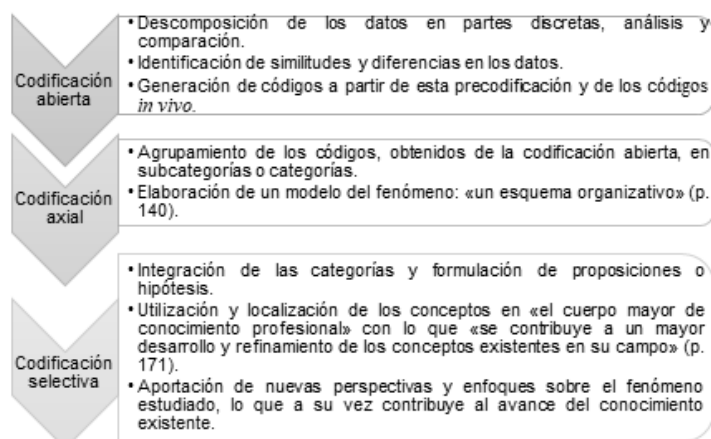 Codificación
abierta
• Descomposición de los datos en partes discretas, análisis y
comparación.
• Identificación de similitudes y diferencias en los datos.
• Generación de códigos a partir de esta precodificación y de los códigos
in vivo.
Codificación
axial
• Agrupamiento de los códigos, obtenidos de la codificación abierta, en
subcategorías o categorías.
• Elaboración de un modelo del fenómeno: «un esquema organizativo» (p.
140).
Codificación
selectiva
• Integración de las categorías y formulación de proposiciones o
hipótesis.
• Utilización y localización de los conceptos en «el cuerpo mayor de
conocimiento profesional» con lo que «se contribuye a un mayor
desarrollo y refinamiento de los conceptos existentes en su campo» (p.
171).
• Aportación de nuevas perspectivas y enfoques sobre el fenómeno
estudiado, lo que a su vez contribuye al avance del conocimiento
existente.